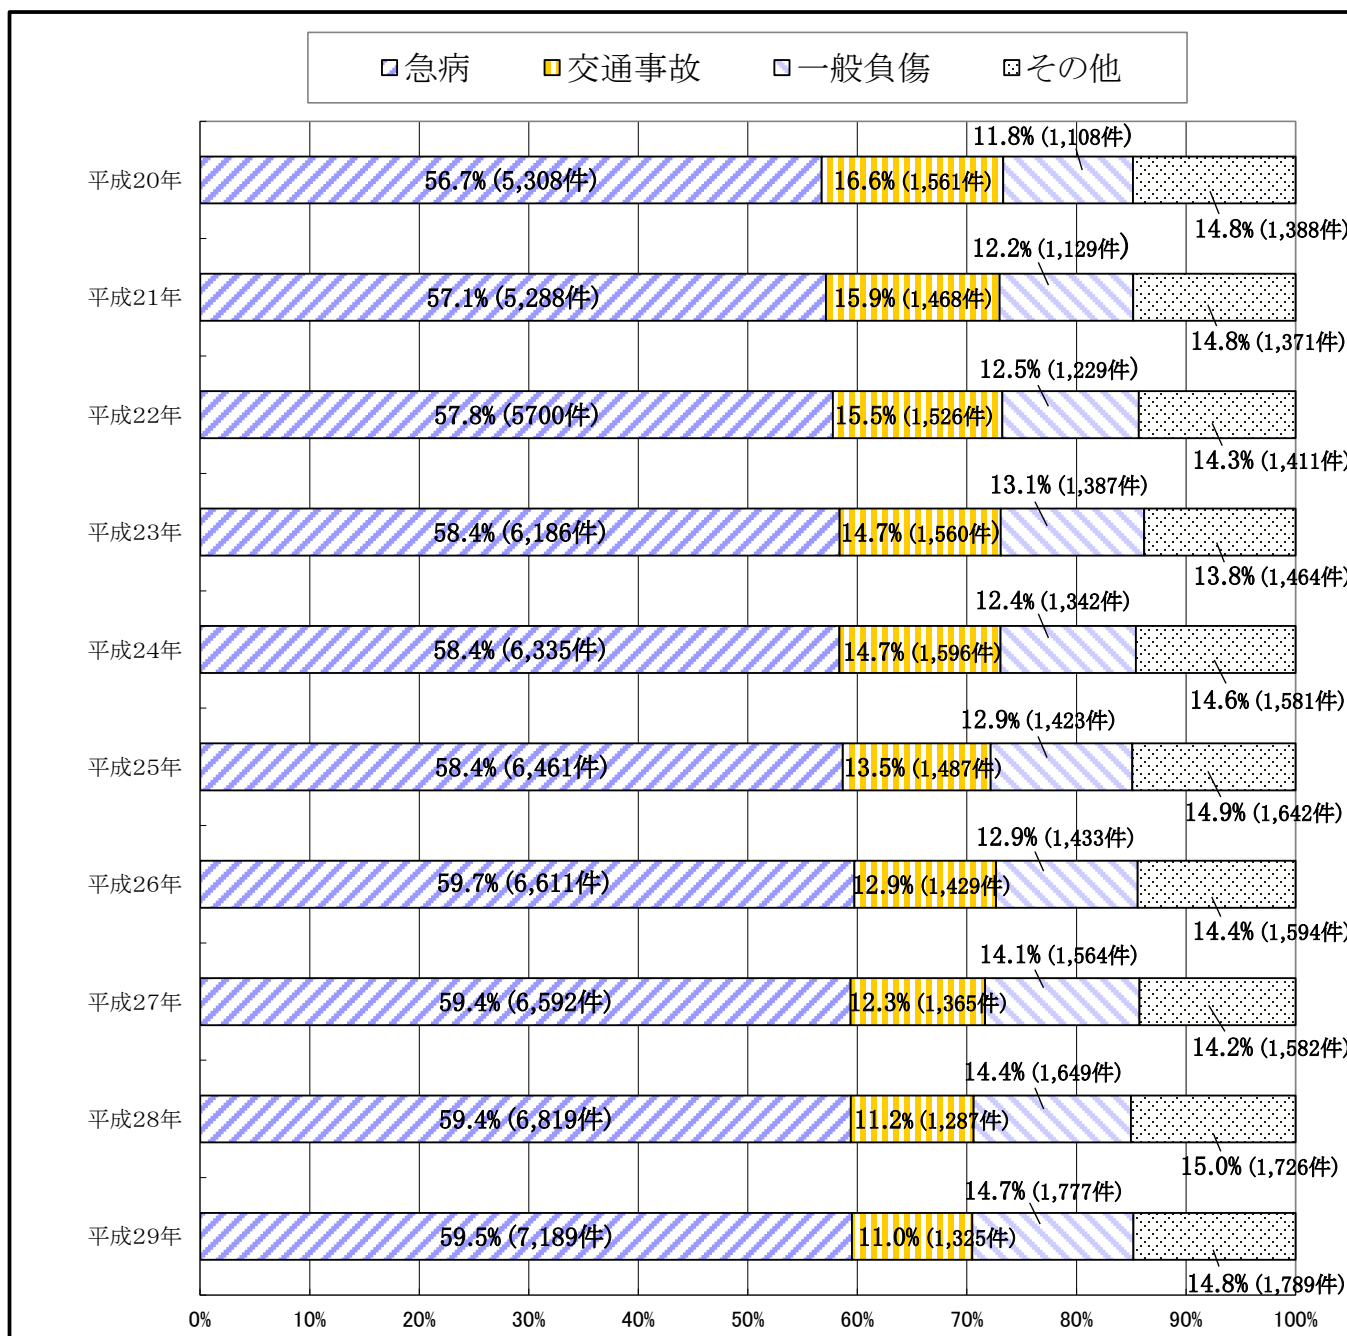 急病 交通事故 一般負傷 その他
11.8% (1,108件)
平成20年 56.7% (5,308件) 16.6% (1,561件)
14.8% (1,388件)
12.2% (1,129件)
平成21年 57.1% (5,288件) 15.9% (1,468件)
14.8% (1,371件)
12.5% (1,229件)
平成22年 57.8% (5700件) 15.5% (1,526件)
14.3% (1,411件)
13.1% (1,387件)
平成23年 58.4% (6,186件) 14.7% (1,560件)
13.8% (1,464件)
12.4% (1,342件)
平成24年 58.4% (6,335件) 14.7% (1,596件)
14.6% (1,581件)
12.9% (1,423件)
平成25年 58.4% (6,461件) 13.5% (1,487件)
14.9% (1,642件)
12.9% (1,433件)
平成26年 59.7% (6,611件) 12.9% (1,429件)
14.4% (1,594件)
14.1% (1,564件)
平成27年 59.4% (6,592件) 12.3% (1,365件)
14.2% (1,582件)
14.4% (1,649件)
平成28年 59.4% (6,819件) 11.2% (1,287件)
15.0% (1,726件)
14.7% (1,777件)
平成29年 59.5% (7,189件) 11.0% (1,325件)
14.8% (1,789件)
0% 10% 20% 30% 40% 50% 60% 70% 80% 90% 100%